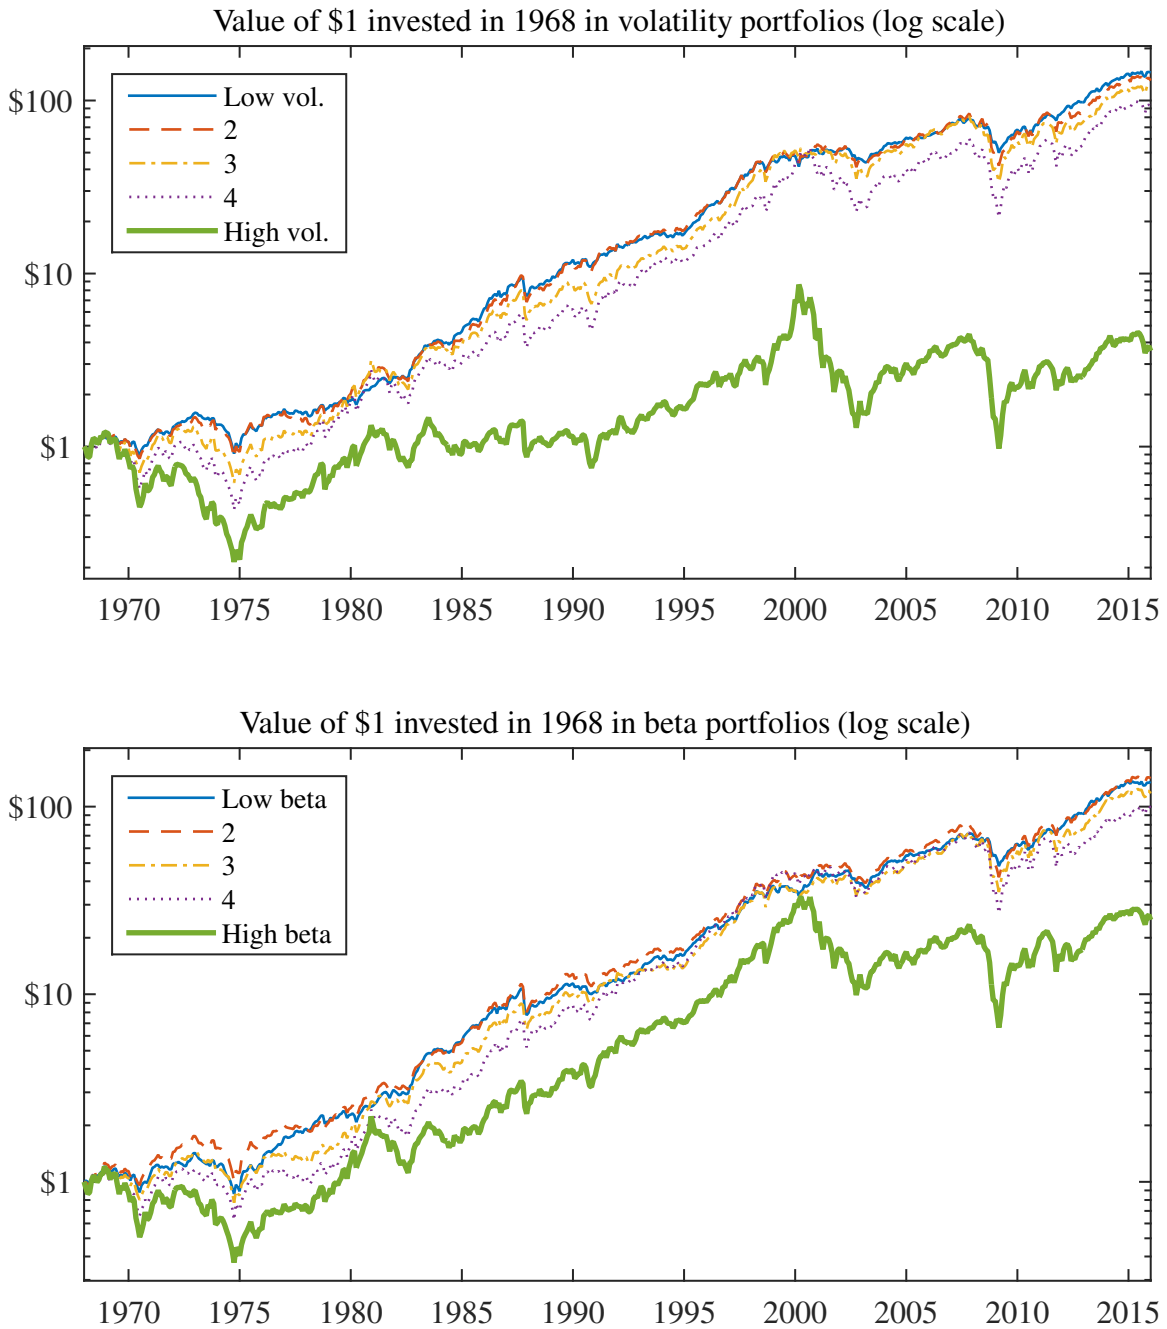 Value of $1 invested in 1968 in volatility portfolios (log scale)
$100
$10
$1
Low vol.
2
3
4
High vol.
1970 1975 1980 1985 1990 1995 2000 2005 2010 2015
Value of $1 invested in 1968 in beta portfolios (log scale)
$100
$10
$1
Low beta
2
3
4
High beta
1970 1975 1980 1985 1990 1995 2000 2005 2010 2015